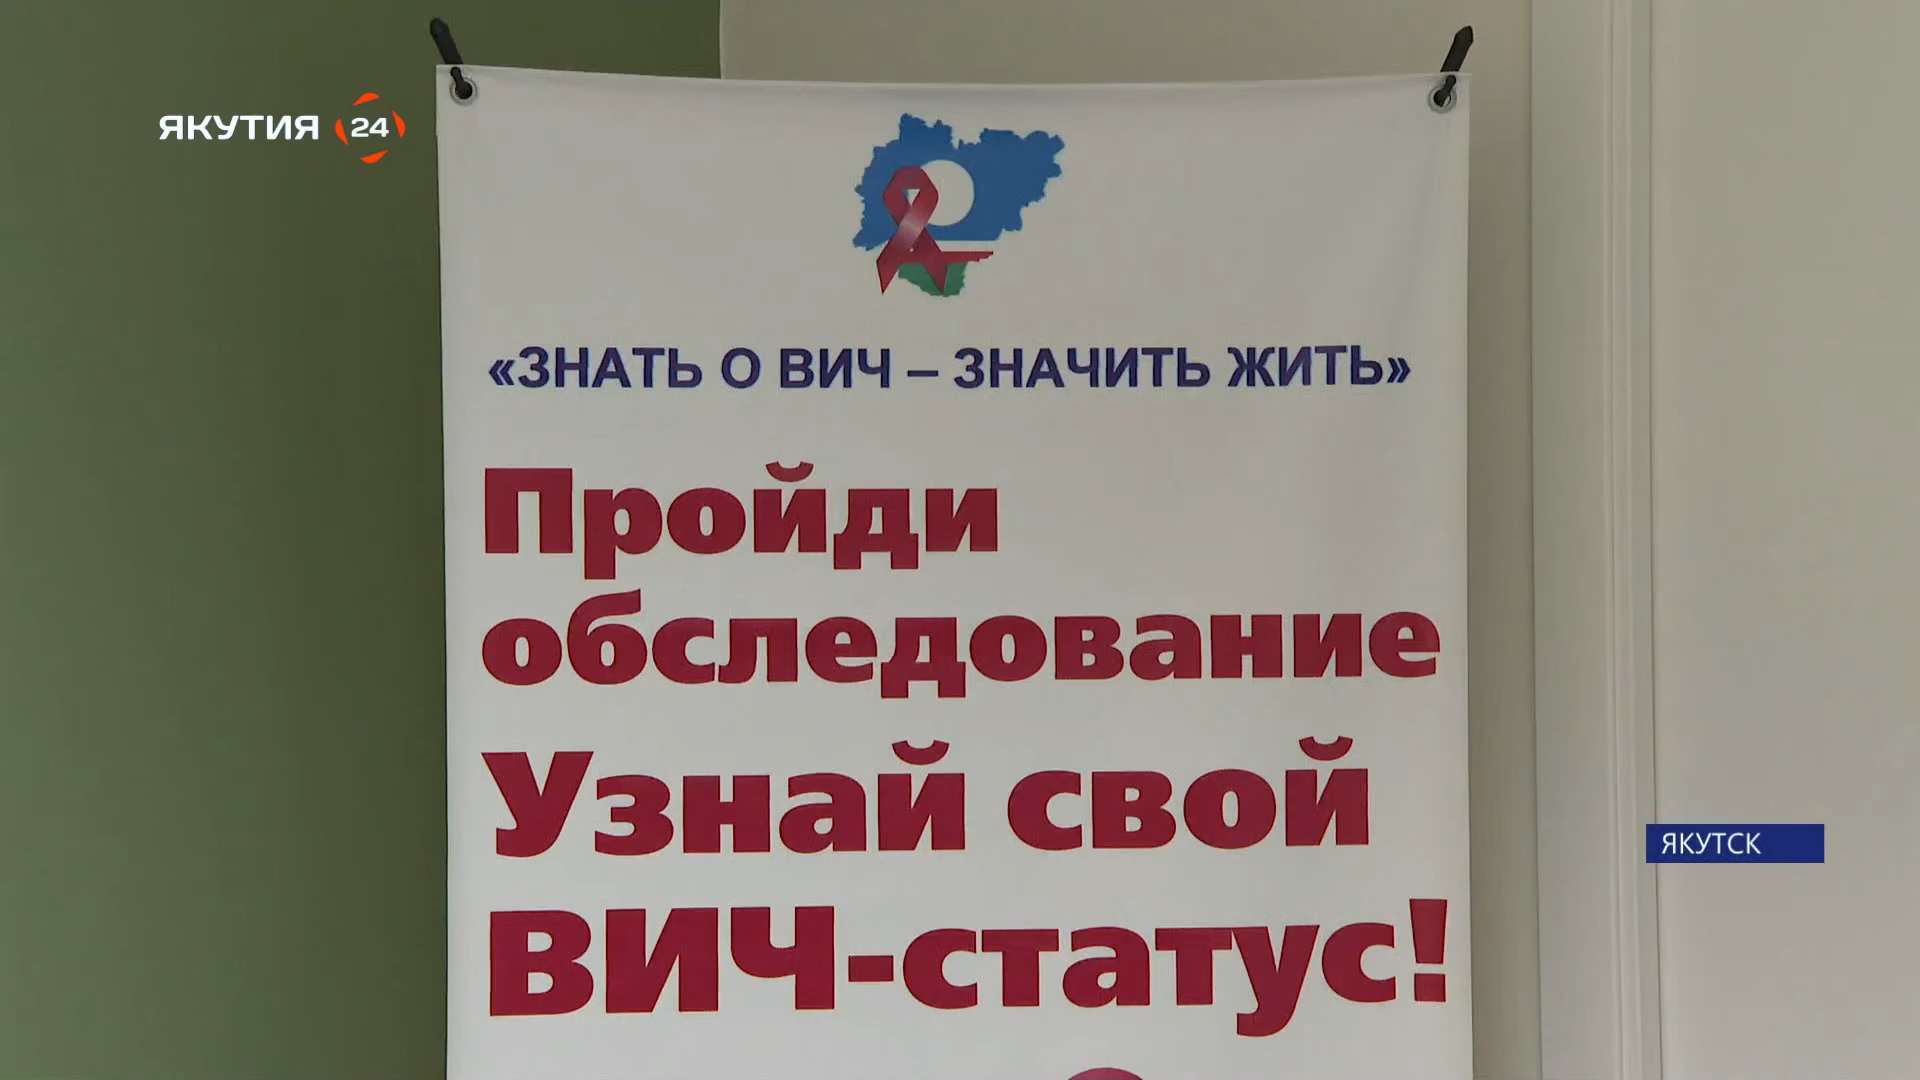 ЯКУТИЯ 24
«ЗНАТЬ О ВИЧ – ЗНАЧИТЬ ЖИТЬ»
Пройди
обследование
Узнай свой
ВИЧ-статус!
ЯКУТСК